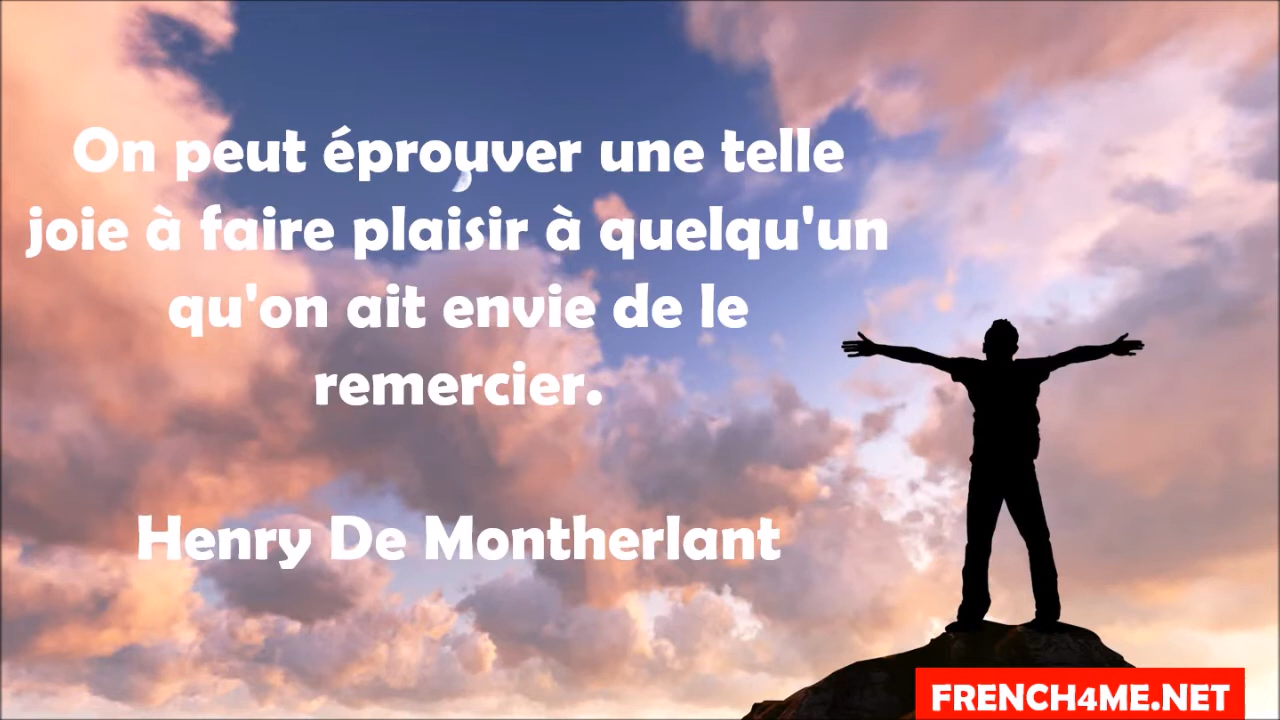 On peut éprouver une telle
joie à faire plaisir à quelqu'un
qu'on ait envie de le
remercier.
Henry De Montherlant
FRENCH4ME.NET